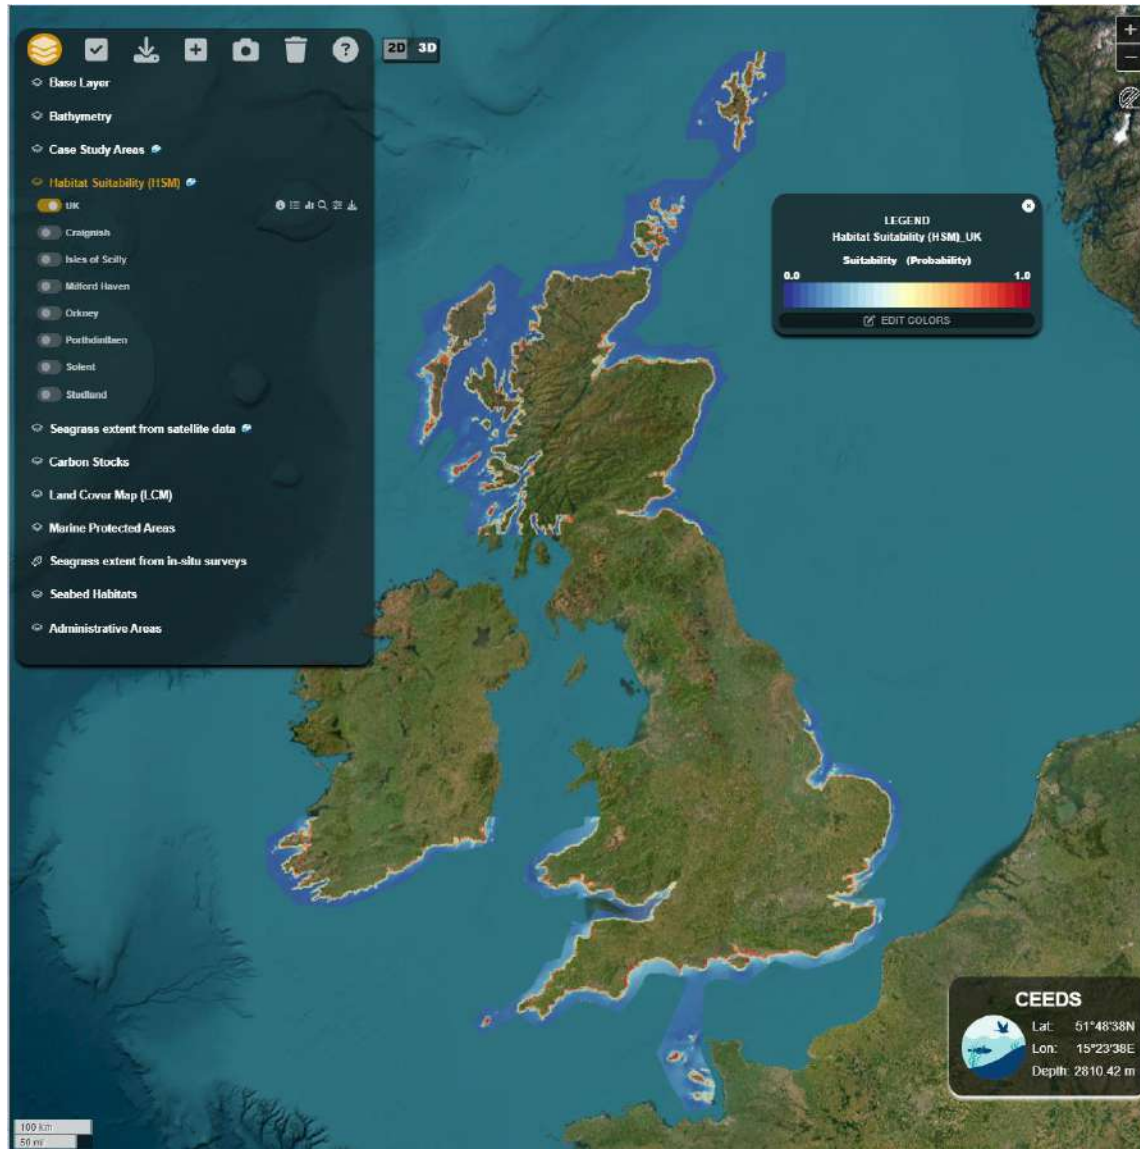 2D 3D
Base Layer
Bathymetry
Case Study Areas
Habitat Suitability (HSM)
UK
Craignish
Isles of Scilly
Milford Haven
Orkney
Porthdinllaen
Solent
Studland
Seagrass extent from satellite data
Carbon Stocks
Land Cover Map (LCM)
Marine Protected Areas
Seagrass extent from in-situ surveys
Seabed Habitats
Administrative Areas
LEGEND
Habitat Suitability (HSM)_UK
Suitability (Probability)
0.0 1.0
EDIT COLORS
CEEDS
Lat: 51°48'38N
Lon: 15°23'38E
Depth: 2810.42 m
100 km
50 mi